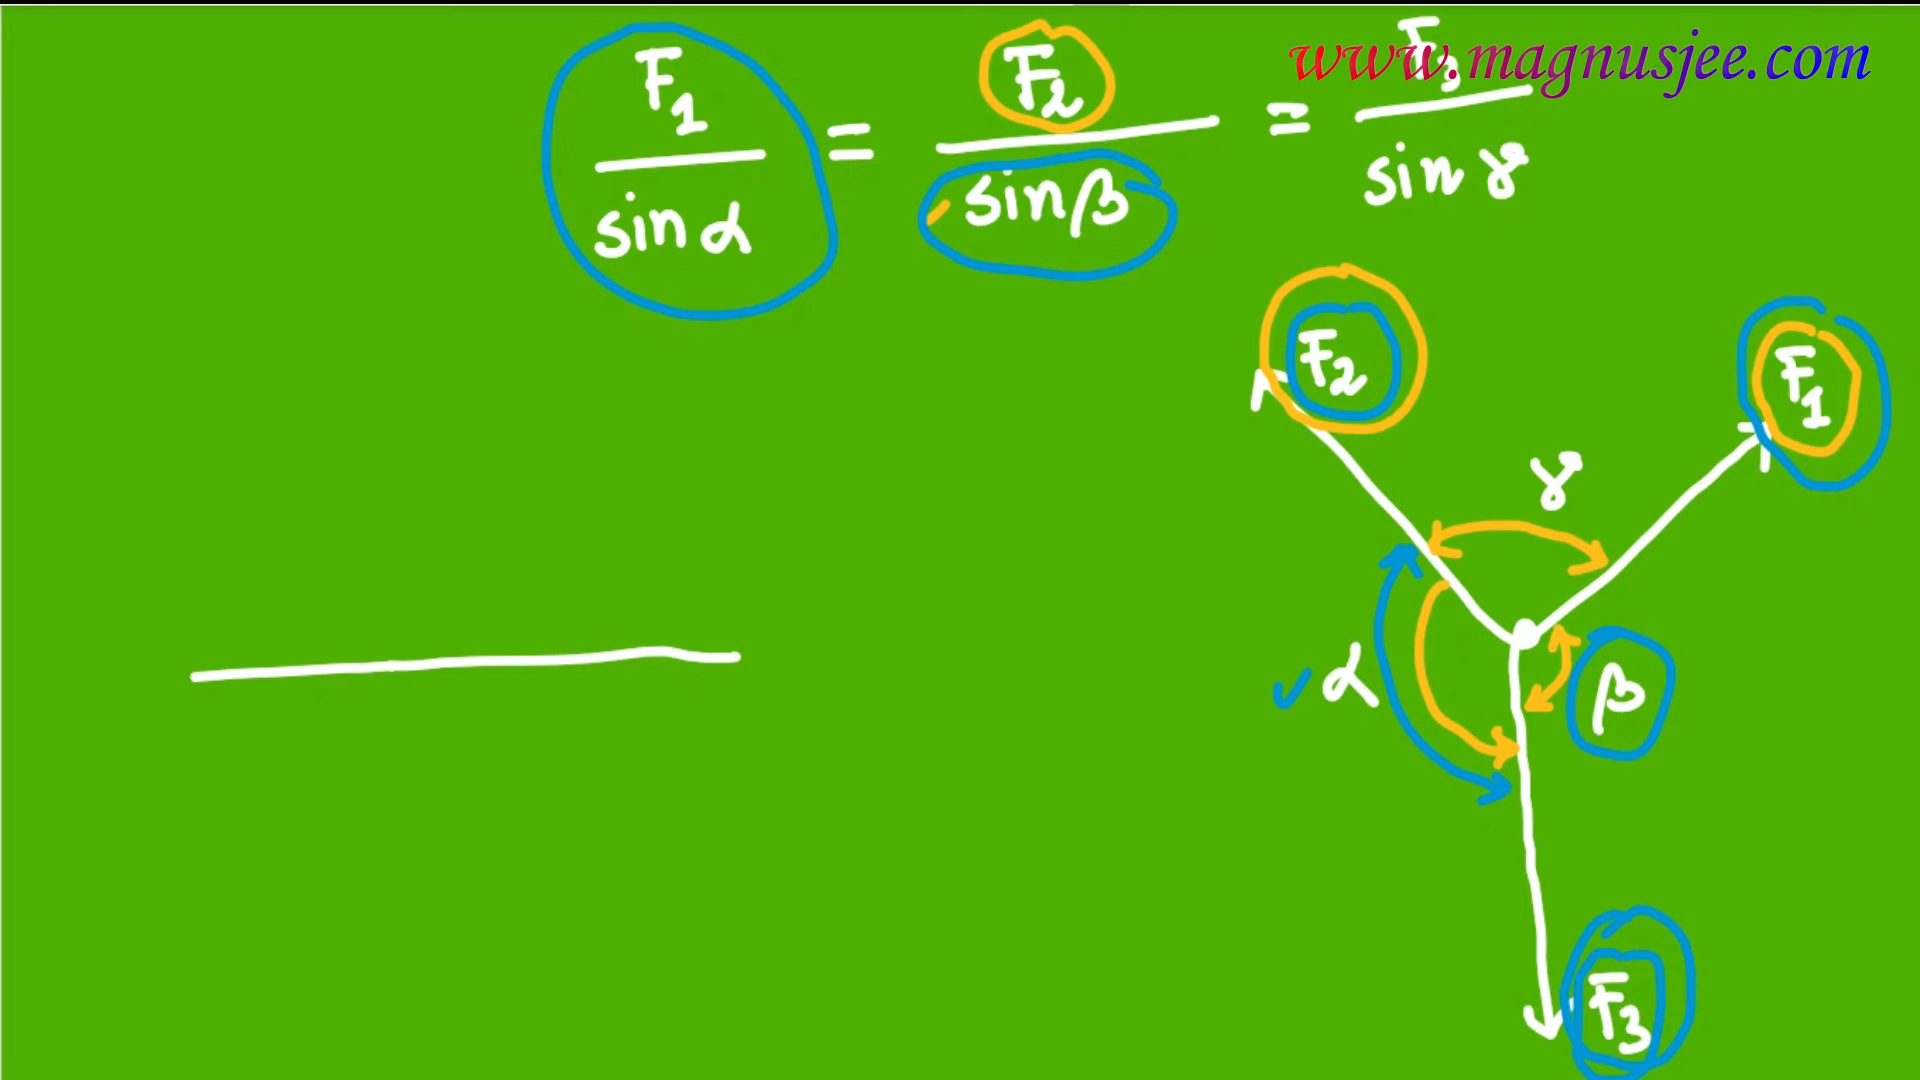 www.magnusjee.com
F1 / sin α = F2 / sin β = F3 / sin γ
F2
F1
γ
α
β
F3